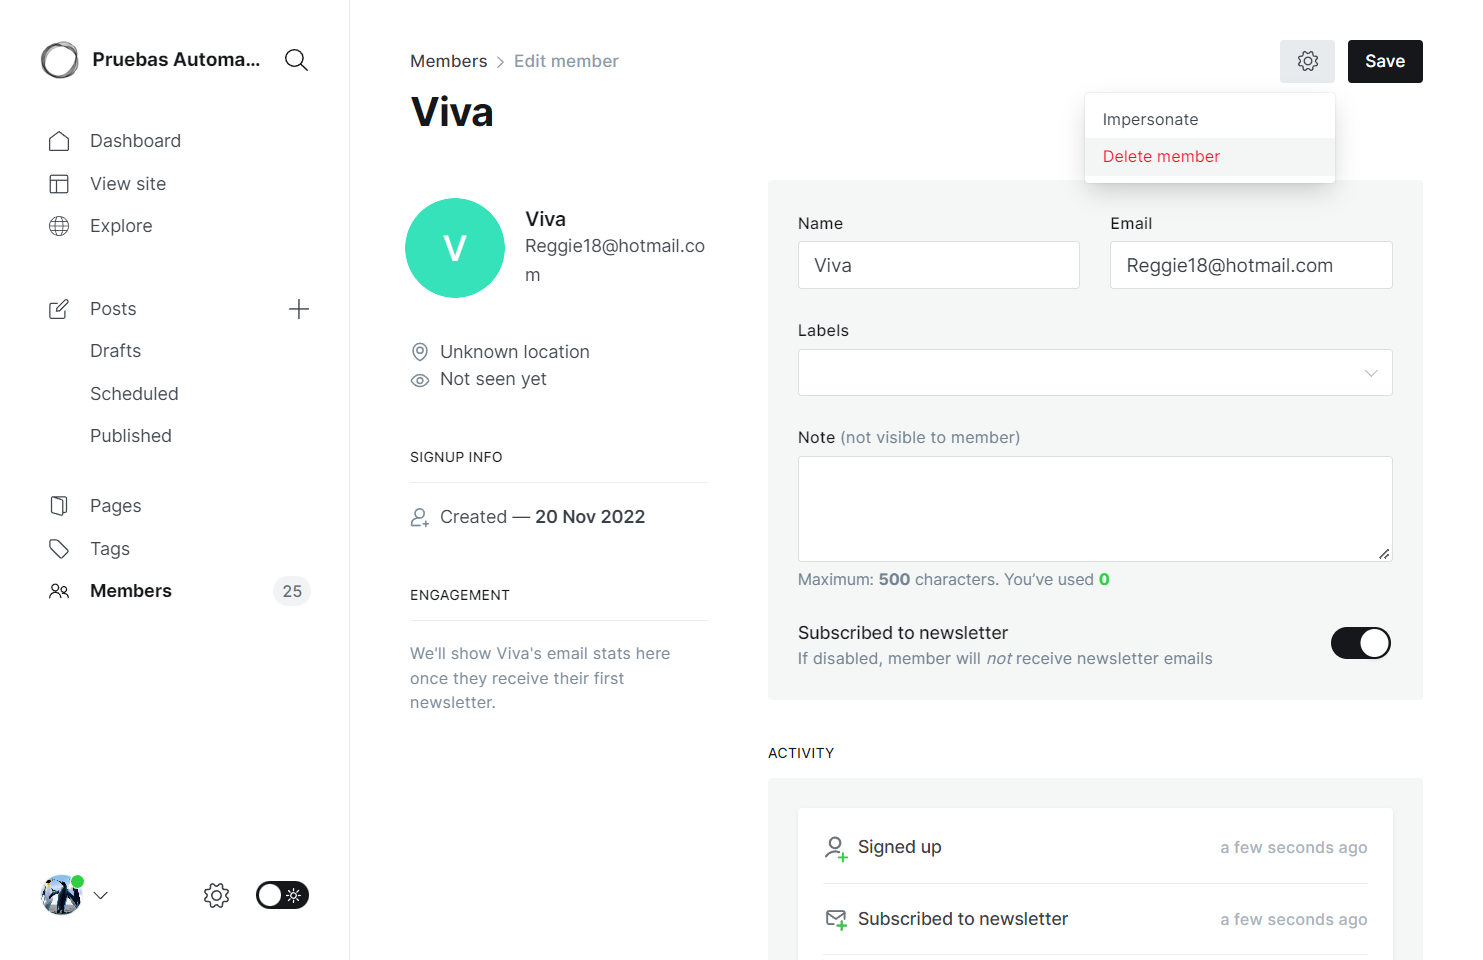 Pruebas Automa...
Dashboard
View site
Explore
Posts
Drafts
Scheduled
Published
Pages
Tags
Members
25
Members
Edit member
Save
Viva
Impersonate
Delete member
V
Viva
Reggie18@hotmail.co
m
Unknown location
Not seen yet
SIGNUP INFO
Created — 20 Nov 2022
ENGAGEMENT
We'll show Viva's email stats here
once they receive their first
newsletter.
Name
Email
Viva
Reggie18@hotmail.com
Labels
Note (not visible to member)
Maximum: 500 characters. You’ve used 0
Subscribed to newsletter
If disabled, member will not receive newsletter emails
ACTIVITY
Signed up
a few seconds ago
Subscribed to newsletter
a few seconds ago